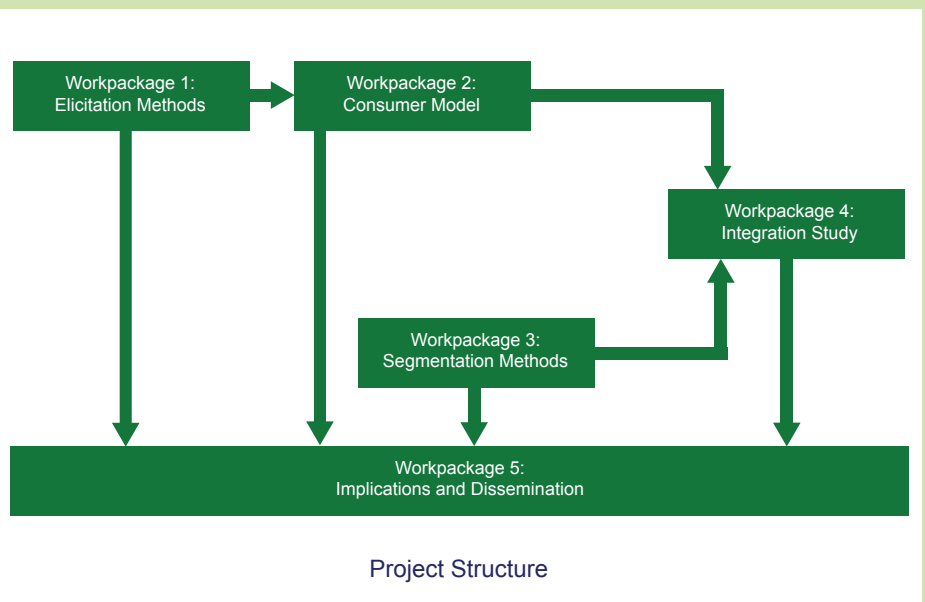 Workpackage 1:
Elicitation Methods
Workpackage 2:
Consumer Model
Workpackage 4:
Integration Study
Workpackage 3:
Segmentation Methods
Workpackage 5:
Implications and Dissemination
Project Structure